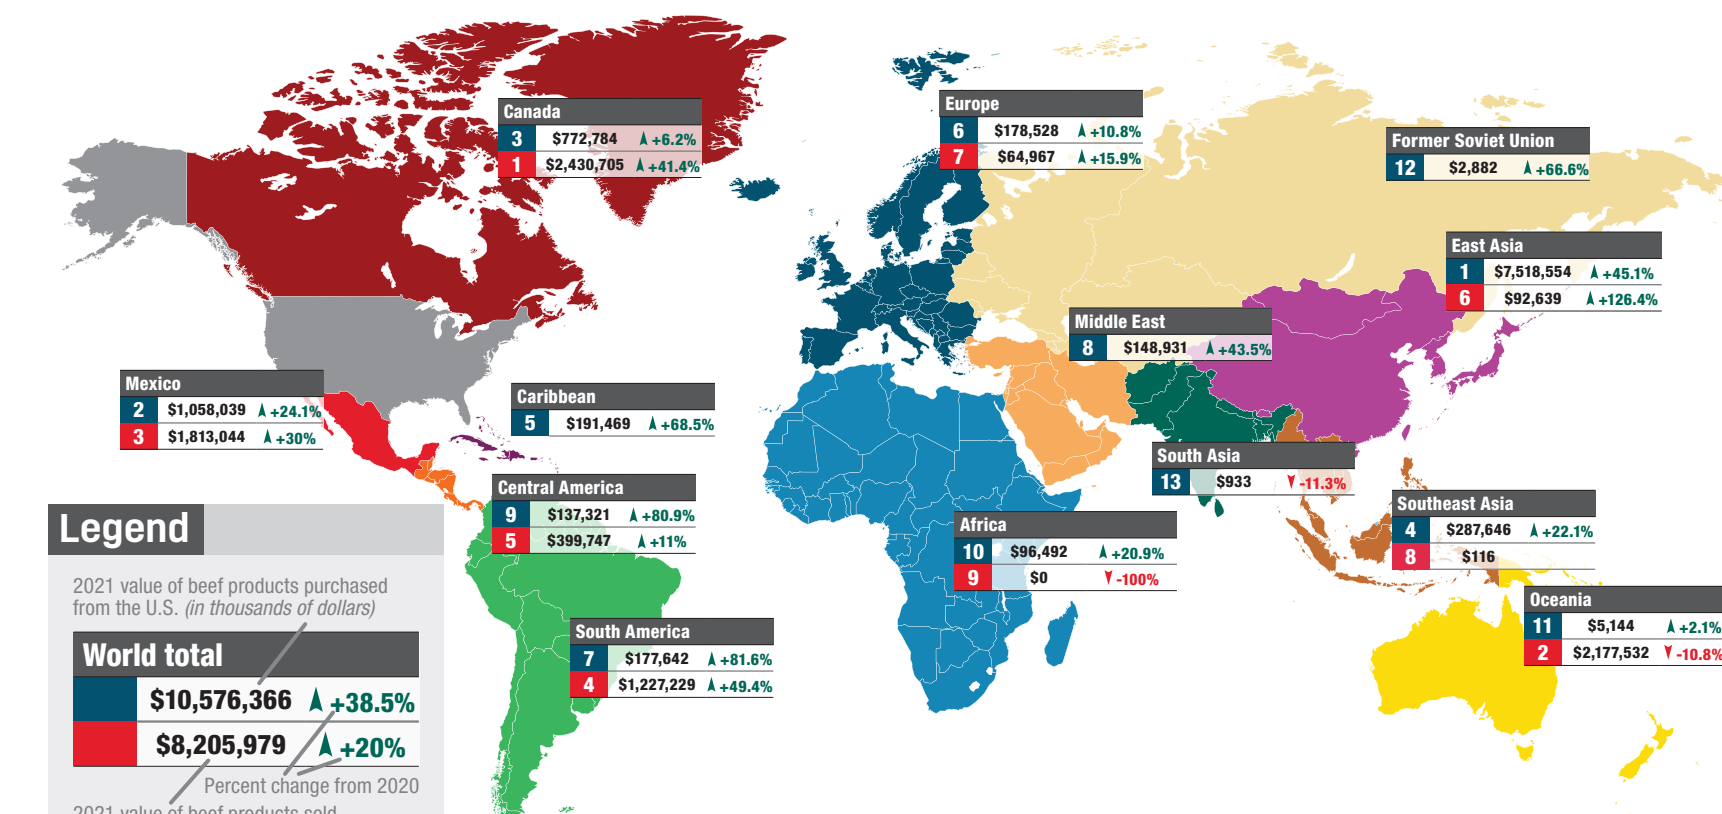 Canada
3 $772,784 +6.2%
1 $2,430,705 +41.4%
Europe
6 $178,528 +10.8%
7 $64,967 +15.9%
Former Soviet Union
12 $2,882 +66.6%
East Asia
1 $7,518,554 +45.1%
6 $92,639 +126.4%
Middle East
8 $148,931 +43.5%
Mexico
2 $1,058,039 +24.1%
3 $1,813,044 +30%
Caribbean
5 $191,469 +68.5%
South Asia
13 $933 -11.3%
Central America
9 $137,321 +80.9%
5 $399,747 +11%
Southeast Asia
4 $287,646 +22.1%
8 $116
Africa
10 $96,492 +20.9%
9 $0 -100%
Oceania
11 $5,144 +2.1%
2 $2,177,532 -10.8%
South America
7 $177,642 +81.6%
4 $1,227,229 +49.4%
Legend
2021 value of beef products purchased
from the U.S. (in thousands of dollars)
World total
$10,576,366 +38.5%
$8,205,979 +20%
Percent change from 2020
2021 value of beef products sold